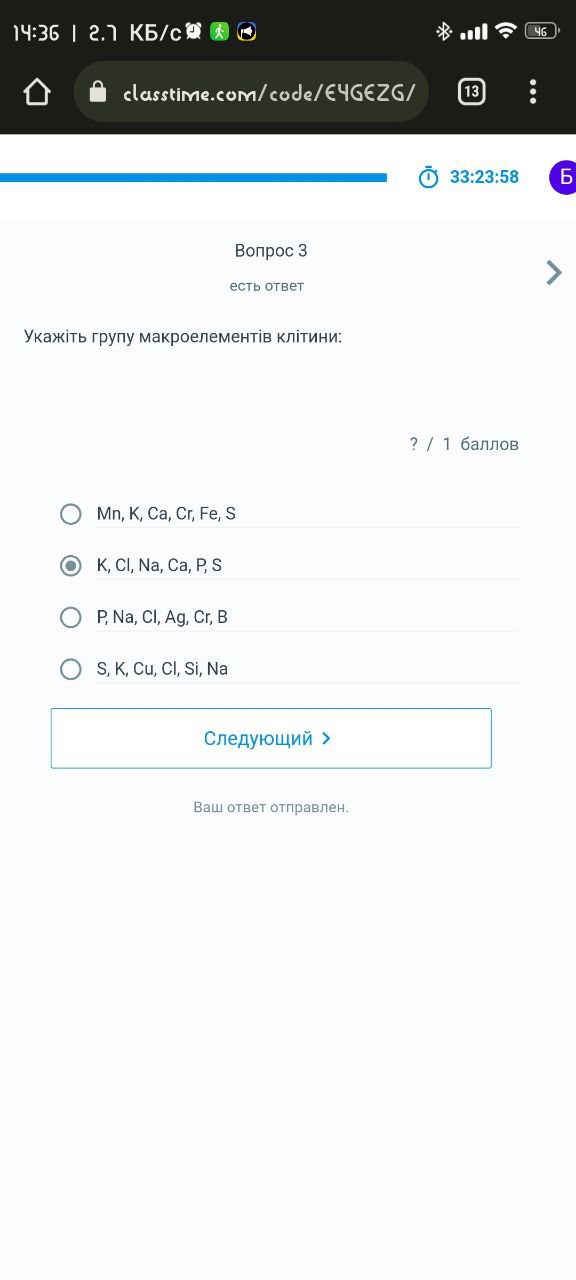 14:36 | 2.7 КБ/с
46
classtime.com/code/E4GEZG/
13
33:23:58
Б
Вопрос 3
есть ответ
Укажіть групу макроелементів клітини:
? / 1 баллов
Mn, K, Ca, Cr, Fe, S
K, Cl, Na, Ca, P, S
P, Na, Cl, Ag, Cr, B
S, K, Cu, Cl, Si, Na
Следующий
Ваш ответ отправлен.